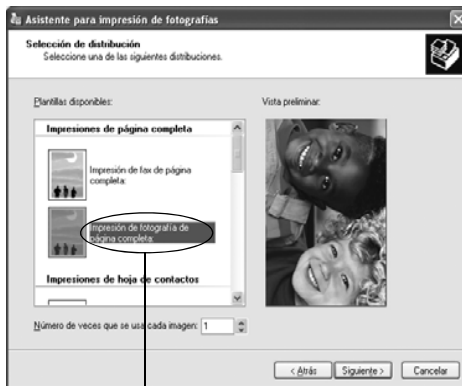 Asistente para impresión de fotografías
Selección de distribución
Seleccione una de las siguientes distribuciones.
Plantillas disponibles:
Vista preliminar:
Impresiones de página completa
Impresión de fax de página
completa:
Impresión de fotografía de
página completa:
Impresiones de hoja de contactos
Número de veces que se usa cada imagen: 1
< Atrás
Siguiente >
Cancelar